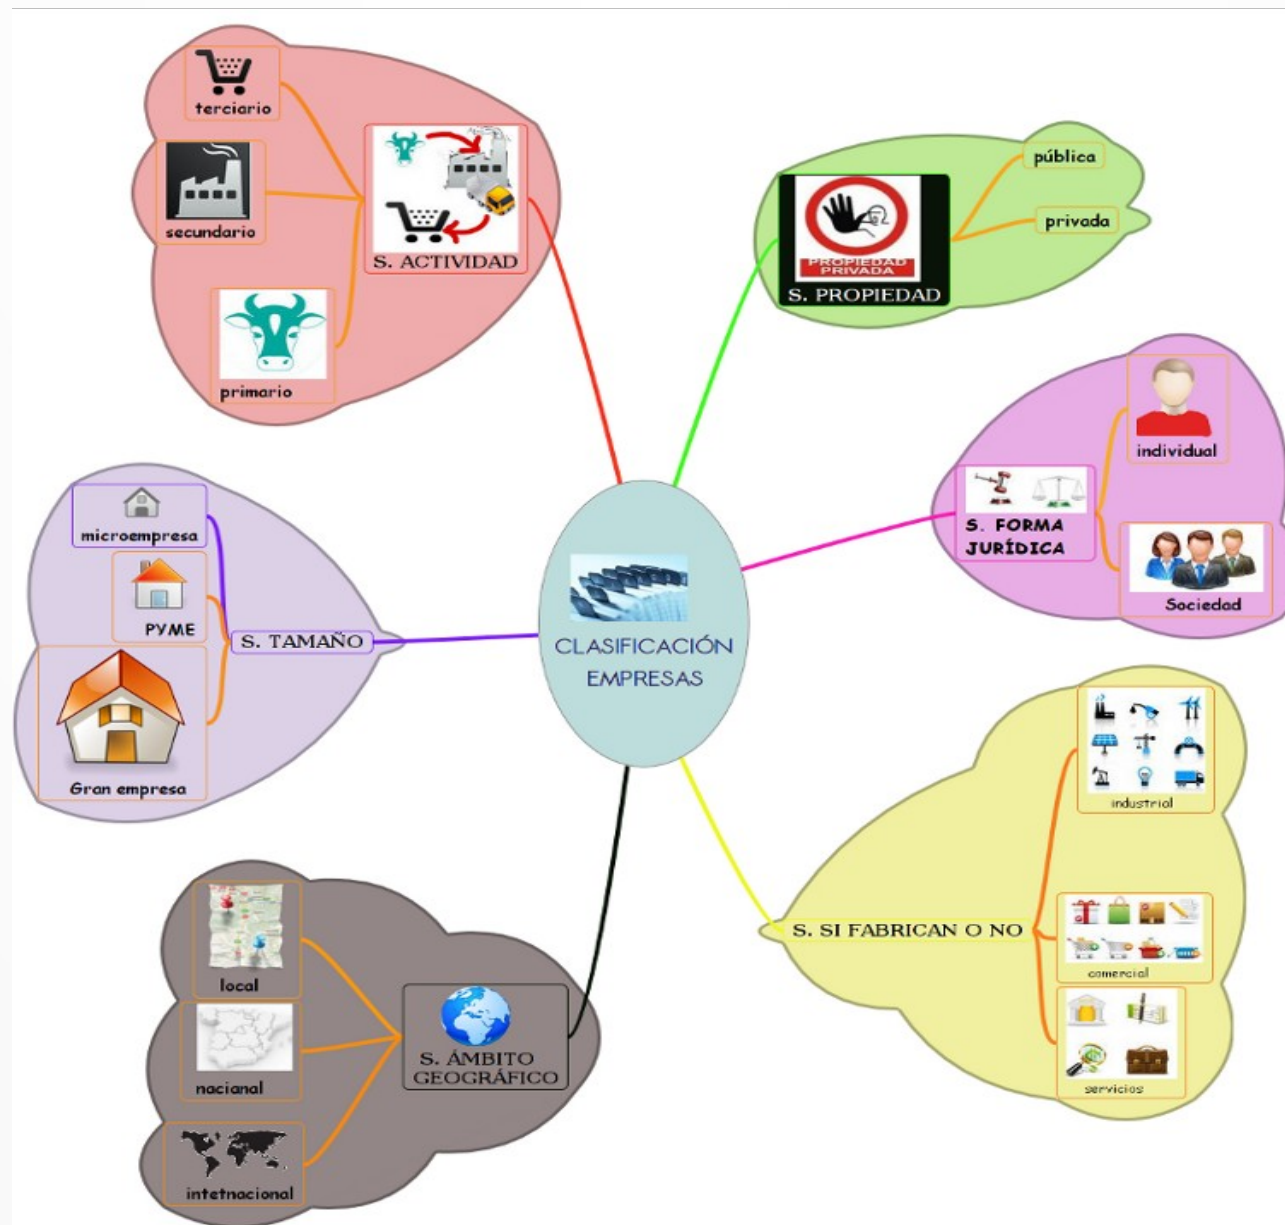 terciario
secundario
primario
S. ACTIVIDAD
PROPIEDAD
PRIVADA
S. PROPIEDAD
pública
privada
individual
S. FORMA
JURÍDICA
Sociedad
microempresa
PYME
Gran empresa
S. TAMAÑO
CLASIFICACIÓN
EMPRESAS
industrial
S. SI FABRICAN O NO
comercial
servicios
local
nacianal
intetnacional
S. ÁMBITO
GEOGRÁFICO